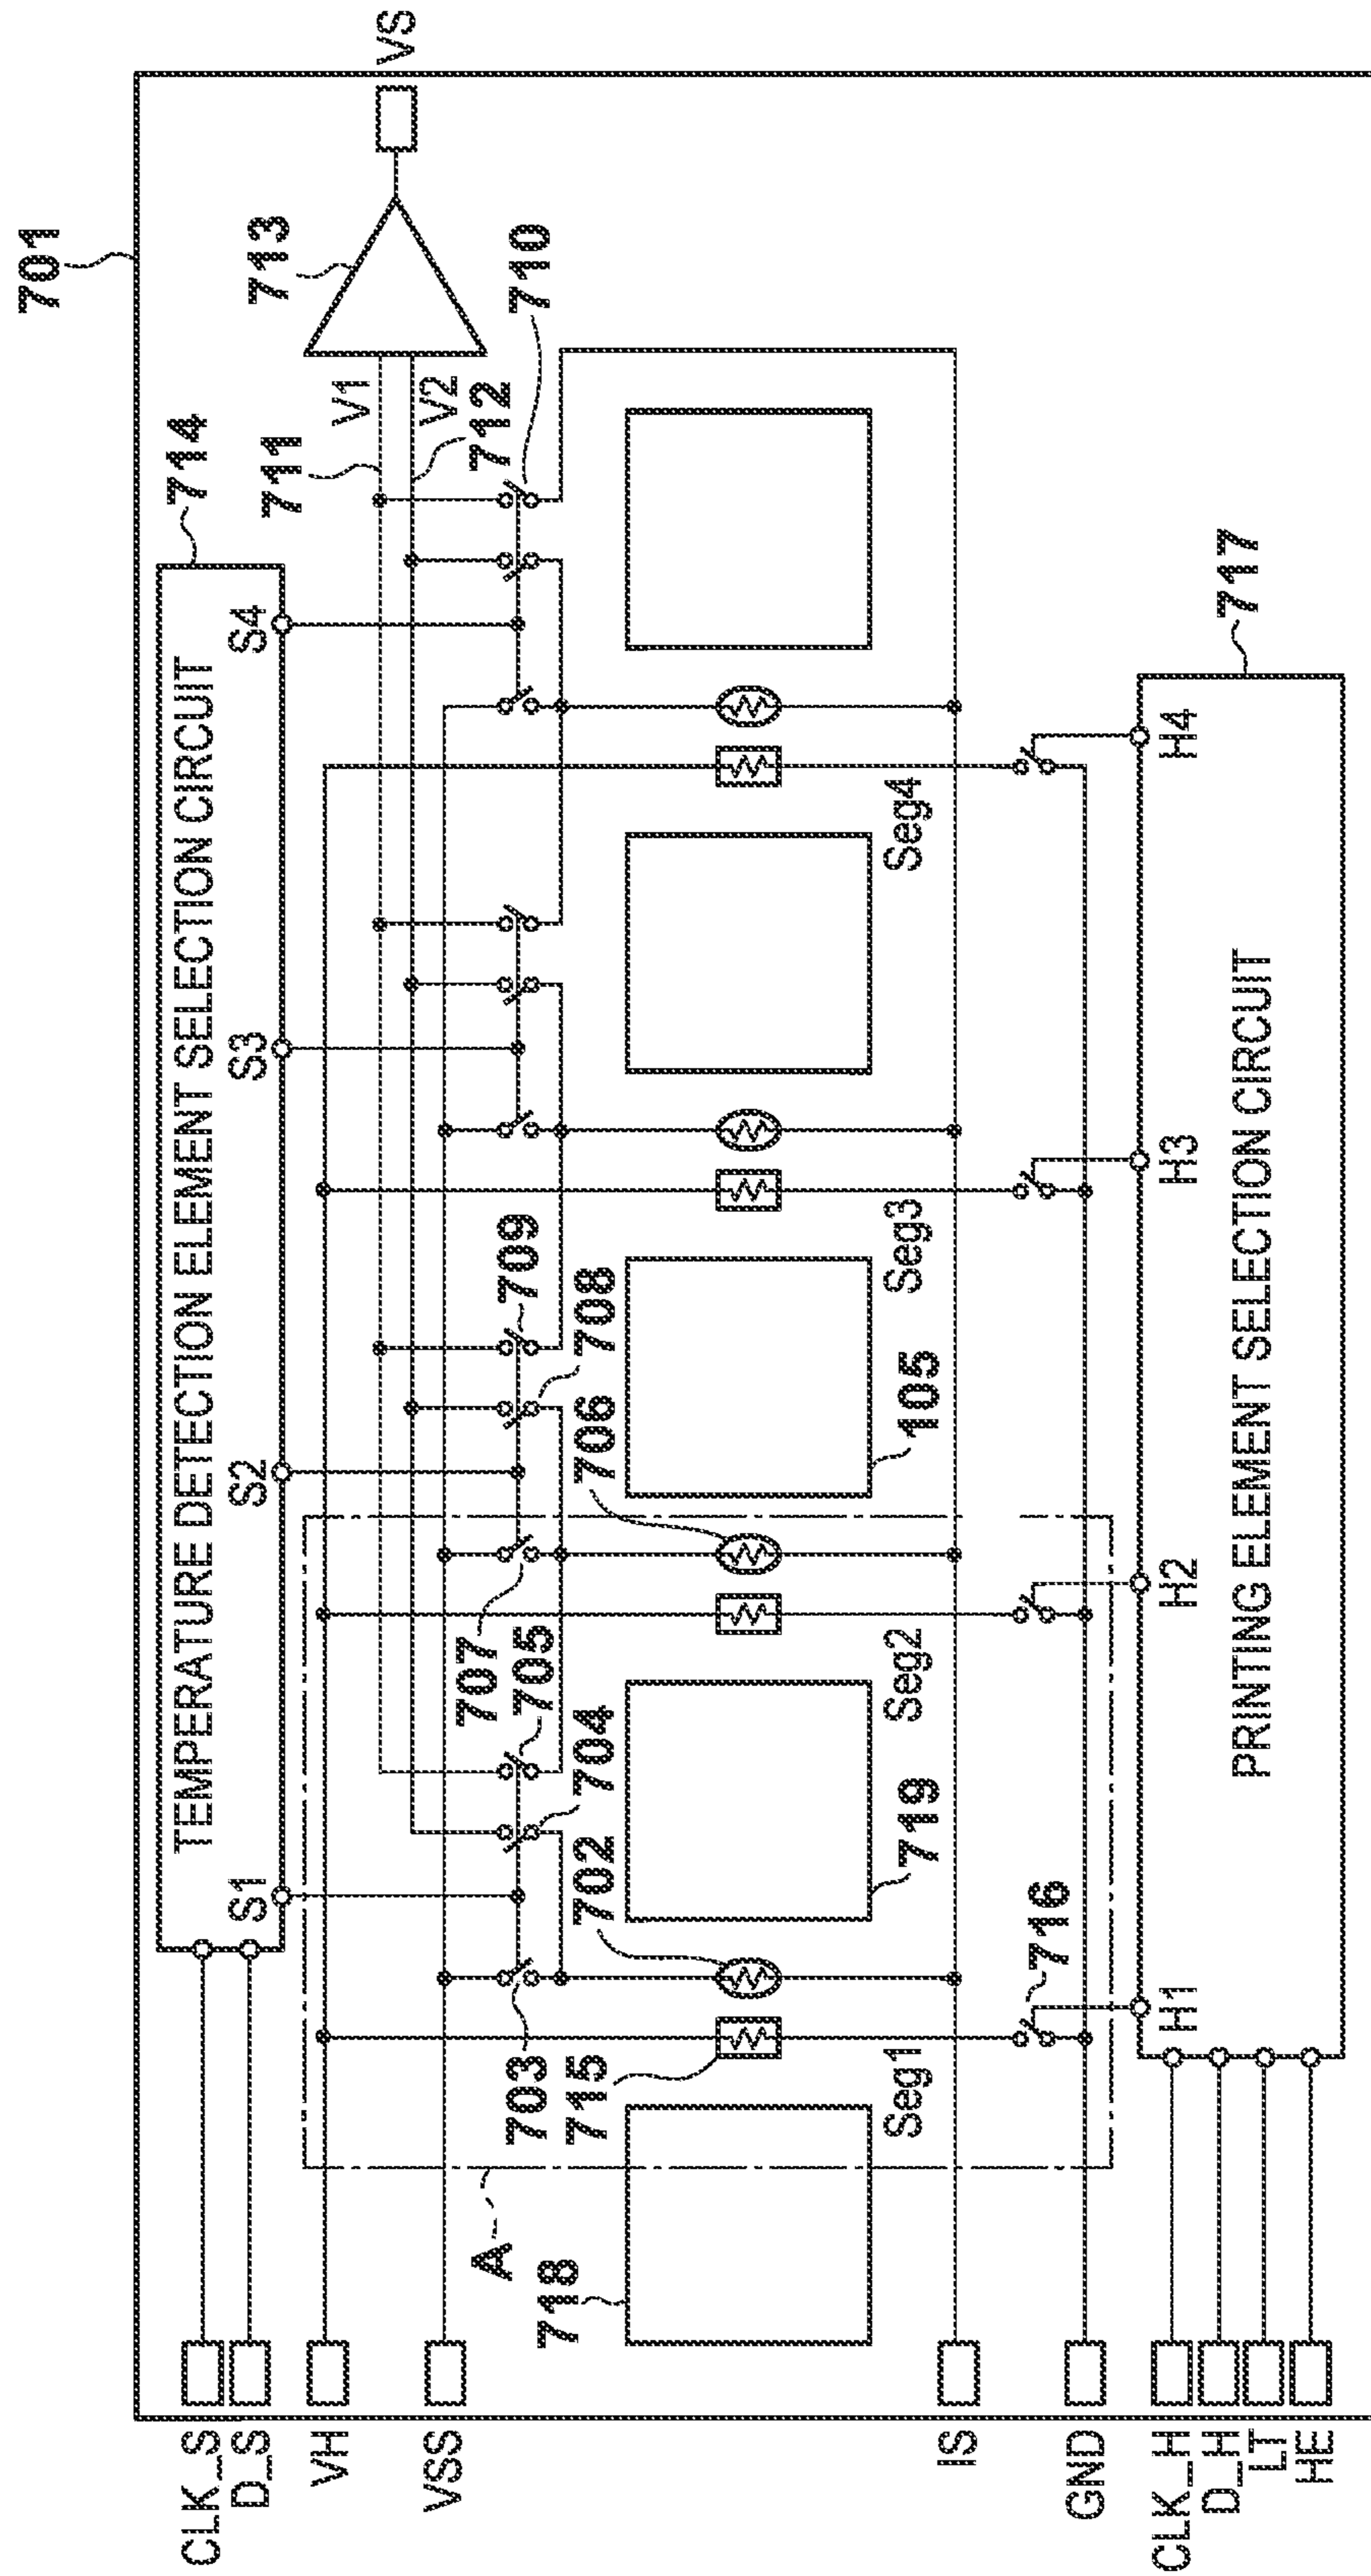 701
VS
713
714
711
V1
V2
712
710
TEMPERATURE DETECTION ELEMENT SELECTION CIRCUIT
S1
S2
S3
S4
CLK_S
D_S
VH
VSS
A
718
703
715
702
704
705
707
706
708
709
719
105
Seg1
Seg2
Seg3
Seg4
716
IS
GND
H1
H2
H3
H4
717
PRINTING ELEMENT SELECTION CIRCUIT
CLK_H
D_H
LT
HE